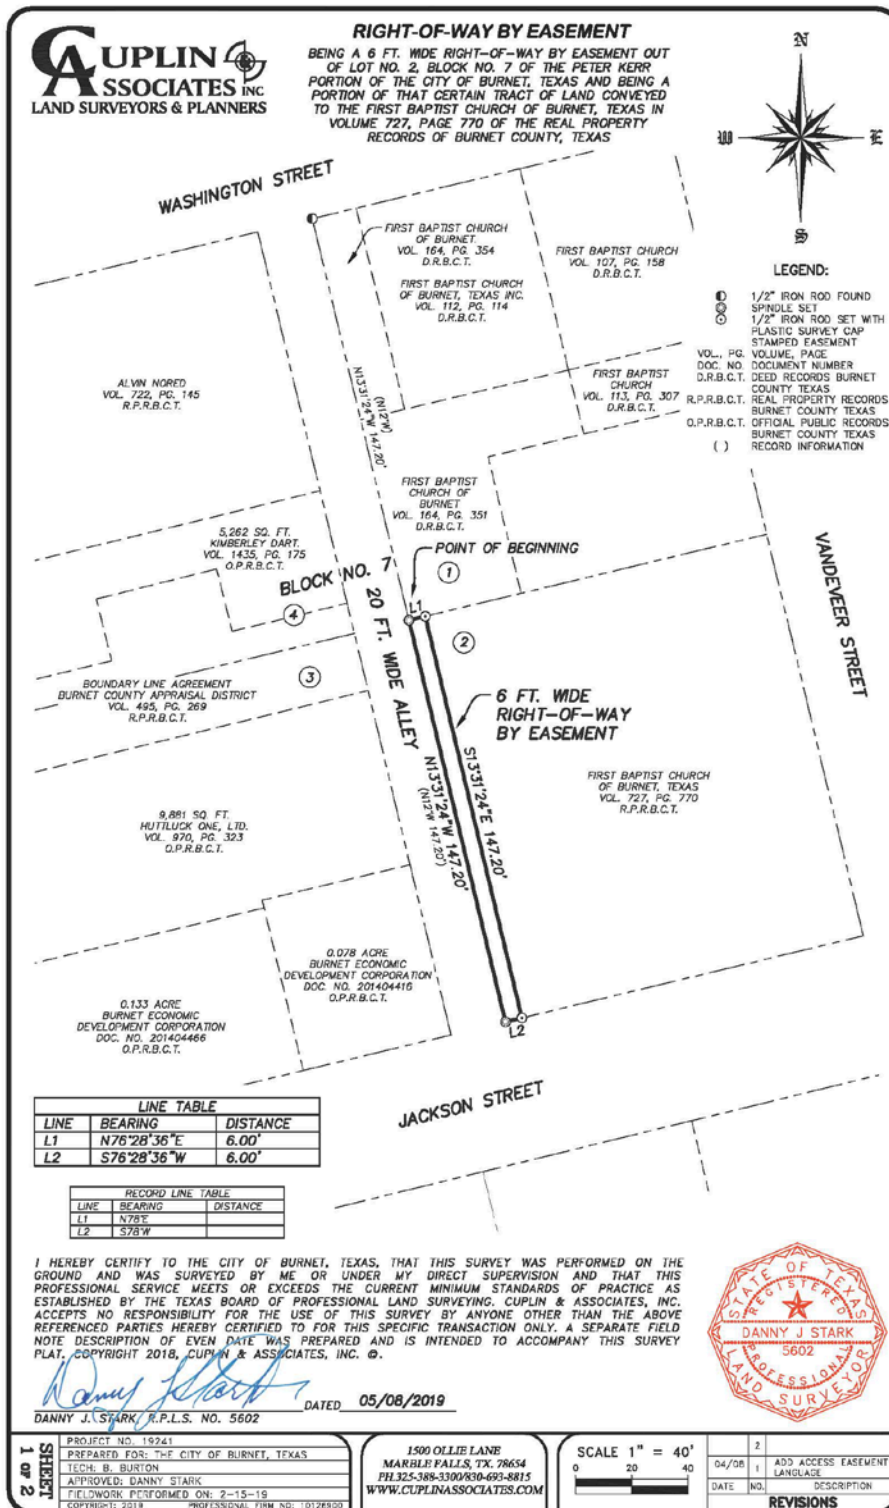 CUPLIN
ASSOCIATES INC
LAND SURVEYORS & PLANNERS
RIGHT-OF-WAY BY EASEMENT
BEING A 6 FT. WIDE RIGHT-OF-WAY BY EASEMENT OUT
OF LOT NO. 2, BLOCK NO. 7 OF THE PETER KERR
PORTION OF THE CITY OF BURNET, TEXAS AND BEING A
PORTION OF THAT CERTAIN TRACT OF LAND CONVEYED
TO THE FIRST BAPTIST CHURCH OF BURNET, TEXAS IN
VOLUME 727, PAGE 770 OF THE REAL PROPERTY
RECORDS OF BURNET COUNTY, TEXAS
N
W
E
S
WASHINGTON STREET
FIRST BAPTIST CHURCH
OF BURNET.
VOL. 164, PG. 354
D.R.B.C.T.
FIRST BAPTIST CHURCH
OF BURNET, TEXAS INC.
VOL. 112, PG. 114
D.R.B.C.T.
FIRST BAPTIST CHURCH
VOL. 107, PG. 158
D.R.B.C.T.
LEGEND:
1/2" IRON ROD FOUND
SPINDLE SET
1/2" IRON ROD SET WITH
PLASTIC SURVEY CAP
STAMPED EASEMENT
VOL., PG. VOLUME, PAGE
DOC. NO. DOCUMENT NUMBER
D.R.B.C.T. DEED RECORDS BURNET
COUNTY TEXAS
R.P.R.B.C.T. REAL PROPERTY RECORDS
BURNET COUNTY TEXAS
O.P.R.B.C.T. OFFICIAL PUBLIC RECORDS
BURNET COUNTY TEXAS
( ) RECORD INFORMATION
ALVIN NORED
VOL. 722, PG. 145
R.P.R.B.C.T.
N13°31'24"W 147.20'
(N12°W)
FIRST BAPTIST
CHURCH
VOL. 113, PG. 307
D.R.B.C.T.
FIRST BAPTIST
CHURCH OF
BURNET
VOL. 164, PG. 351
D.R.B.C.T.
5,262 SQ. FT.
KIMBERLEY DART.
VOL. 1435, PG. 175
O.P.R.B.C.T.
BLOCK NO. 7
POINT OF BEGINNING
1
4
L1
2
3
20 FT. WIDE ALLEY
VANDEVEER STREET
BOUNDARY LINE AGREEMENT
BURNET COUNTY APPRAISAL DISTRICT
VOL. 495, PG. 269
R.P.R.B.C.T.
6 FT. WIDE
RIGHT-OF-WAY
BY EASEMENT
N13°31'24"W 147.20'
(N12°W 147.20')
S13°31'24"E 147.20'
FIRST BAPTIST CHURCH
OF BURNET, TEXAS
VOL. 727, PG. 770
R.P.R.B.C.T.
9,881 SQ. FT.
HUTTLUCK ONE, LTD.
VOL. 970, PG. 323
O.P.R.B.C.T.
0.078 ACRE
BURNET ECONOMIC
DEVELOPMENT CORPORATION
DOC. NO. 201404416
O.P.R.B.C.T.
0.133 ACRE
BURNET ECONOMIC
DEVELOPMENT CORPORATION
DOC. NO. 201404466
O.P.R.B.C.T.
L2
JACKSON STREET
LINE TABLE
LINE BEARING DISTANCE
L1 N76°28'36"E 6.00'
L2 S76°28'36"W 6.00'
RECORD LINE TABLE
LINE BEARING DISTANCE
L1 N78°E
L2 S78°W
I HEREBY CERTIFY TO THE CITY OF BURNET, TEXAS, THAT THIS SURVEY WAS PERFORMED ON THE
GROUND AND WAS SURVEYED BY ME OR UNDER MY DIRECT SUPERVISION AND THAT THIS
PROFESSIONAL SERVICE MEETS OR EXCEEDS THE CURRENT MINIMUM STANDARDS OF PRACTICE AS
ESTABLISHED BY THE TEXAS BOARD OF PROFESSIONAL LAND SURVEYING. CUPLIN & ASSOCIATES, INC.
ACCEPTS NO RESPONSIBILITY FOR THE USE OF THIS SURVEY BY ANYONE OTHER THAN THE ABOVE
REFERENCED PARTIES HEREBY CERTIFIED TO FOR THIS SPECIFIC TRANSACTION ONLY. A SEPARATE FIELD
NOTE DESCRIPTION OF EVEN DATE WAS PREPARED AND IS INTENDED TO ACCOMPANY THIS SURVEY
PLAT. COPYRIGHT 2018, CUPLIN & ASSOCIATES, INC. ©.
Danny J Stark
DATED 05/08/2019
DANNY J. STARK, R.P.L.S. NO. 5602
STATE OF TEXAS
REGISTERED
DANNY J STARK
5602
PROFESSIONAL
LAND SURVEYOR
SHEET
1 OF 2
PROJECT NO. 19241
PREPARED FOR: THE CITY OF BURNET, TEXAS
TECH: B. BURTON
APPROVED: DANNY STARK
FIELDWORK PERFORMED ON: 2-15-19
COPYRIGHT: 2019 PROFESSIONAL FIRM NO: 10126900
1500 OLLIE LANE
MARBLE FALLS, TX. 78654
PH.325-388-3300/830-693-8815
WWW.CUPLINASSOCIATES.COM
SCALE 1" = 40'
0 20 40
2
04/08 1 ADD ACCESS EASEMENT
LANGUAGE
DATE NO. DESCRIPTION
REVISIONS